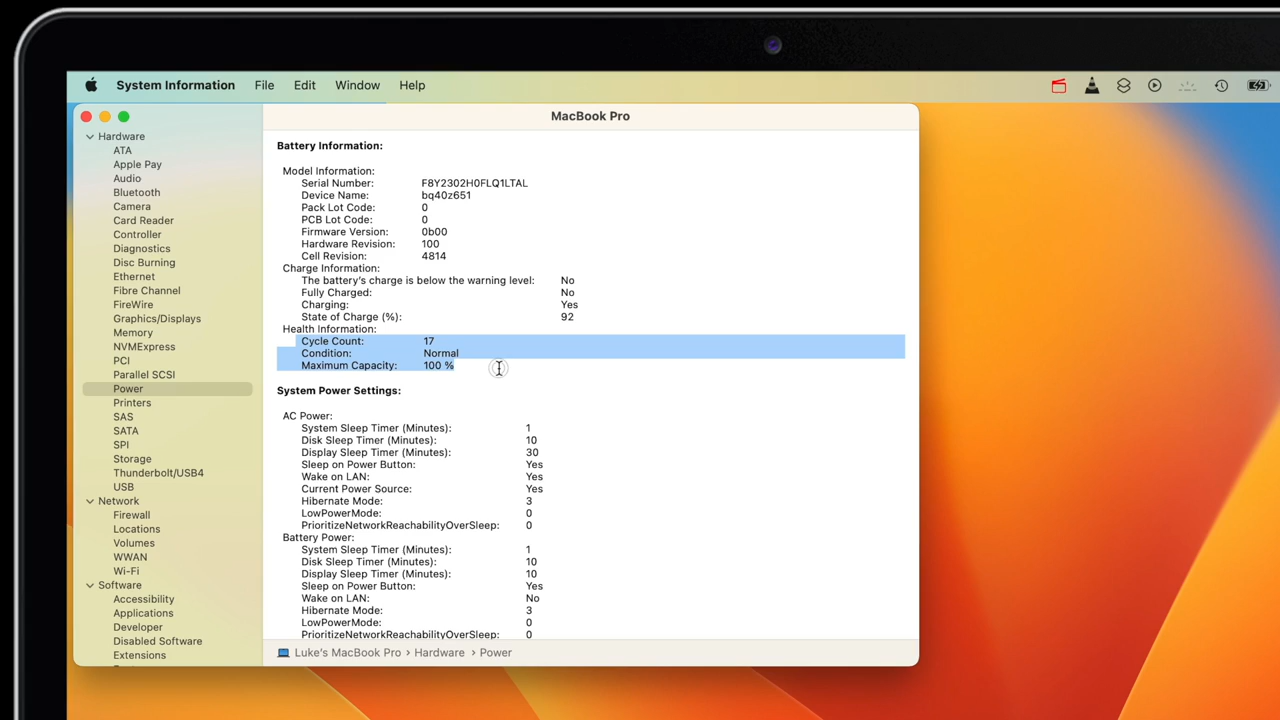 System Information File Edit Window Help
MacBook Pro
Hardware
ATA
Apple Pay
Audio
Bluetooth
Camera
Card Reader
Controller
Diagnostics
Disc Burning
Ethernet
Fibre Channel
FireWire
Graphics/Displays
Memory
NVMExpress
PCI
Parallel SCSI
Power
Printers
SAS
SATA
SPI
Storage
Thunderbolt/USB4
USB
Network
Firewall
Locations
Volumes
WWAN
Wi-Fi
Software
Accessibility
Applications
Developer
Disabled Software
Extensions
Battery Information:
Model Information:
Serial Number: F8Y2302H0FLQ1LTAL
Device Name: bq40z651
Pack Lot Code: 0
PCB Lot Code: 0
Firmware Version: 0b00
Hardware Revision: 100
Cell Revision: 4814
Charge Information:
The battery's charge is below the warning level: No
Fully Charged: No
Charging: Yes
State of Charge (%): 92
Health Information:
Cycle Count: 17
Condition: Normal
Maximum Capacity: 100 %
System Power Settings:
AC Power:
System Sleep Timer (Minutes): 1
Disk Sleep Timer (Minutes): 10
Display Sleep Timer (Minutes): 30
Sleep on Power Button: Yes
Wake on LAN: Yes
Current Power Source: Yes
Hibernate Mode: 3
LowPowerMode: 0
PrioritizeNetworkReachabilityOverSleep: 0
Battery Power:
System Sleep Timer (Minutes): 1
Disk Sleep Timer (Minutes): 10
Display Sleep Timer (Minutes): 10
Sleep on Power Button: Yes
Wake on LAN: No
Hibernate Mode: 3
LowPowerMode: 0
PrioritizeNetworkReachabilityOverSleep: 0
Luke's MacBook Pro › Hardware › Power